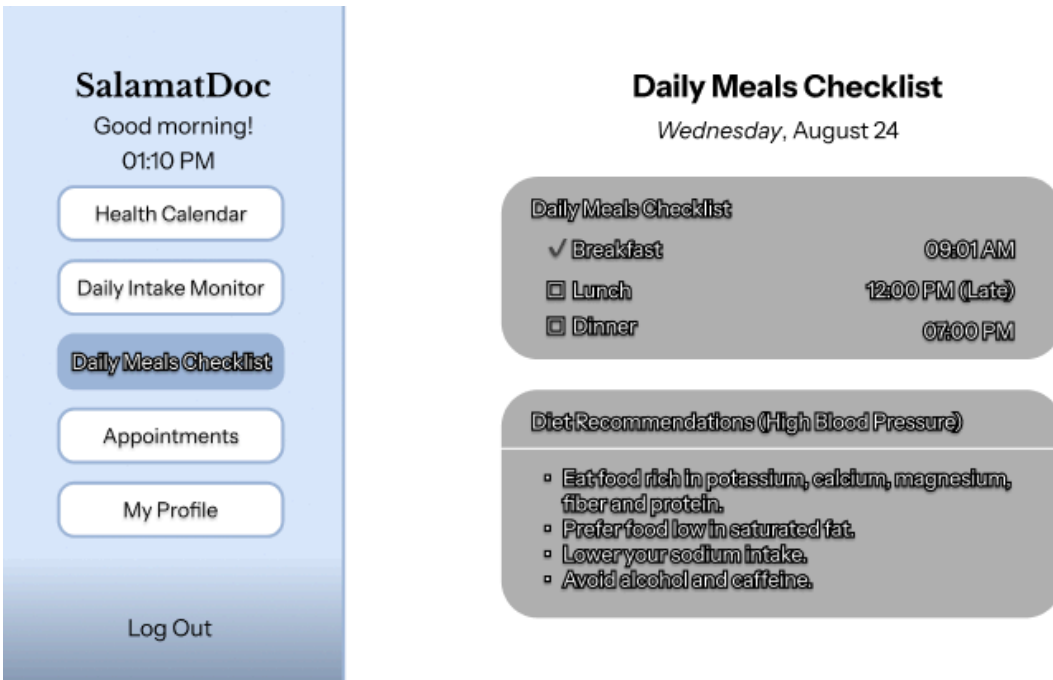 SalamatDoc
Good morning!
01:10 PM
Health Calendar
Daily Intake Monitor
Daily Meals Checklist
Appointments
My Profile
Log Out
Daily Meals Checklist
Wednesday, August 24
Daily Meals Checklist
Breakfast 09:01 AM
Lunch 12:00 PM (Late)
Dinner 07:00 PM
Diet Recommendations (High Blood Pressure)
Eat food rich in potassium, calcium, magnesium,
fiber and protein.
Prefer food low in saturated fat.
Lower your sodium intake.
Avoid alcohol and caffeine.